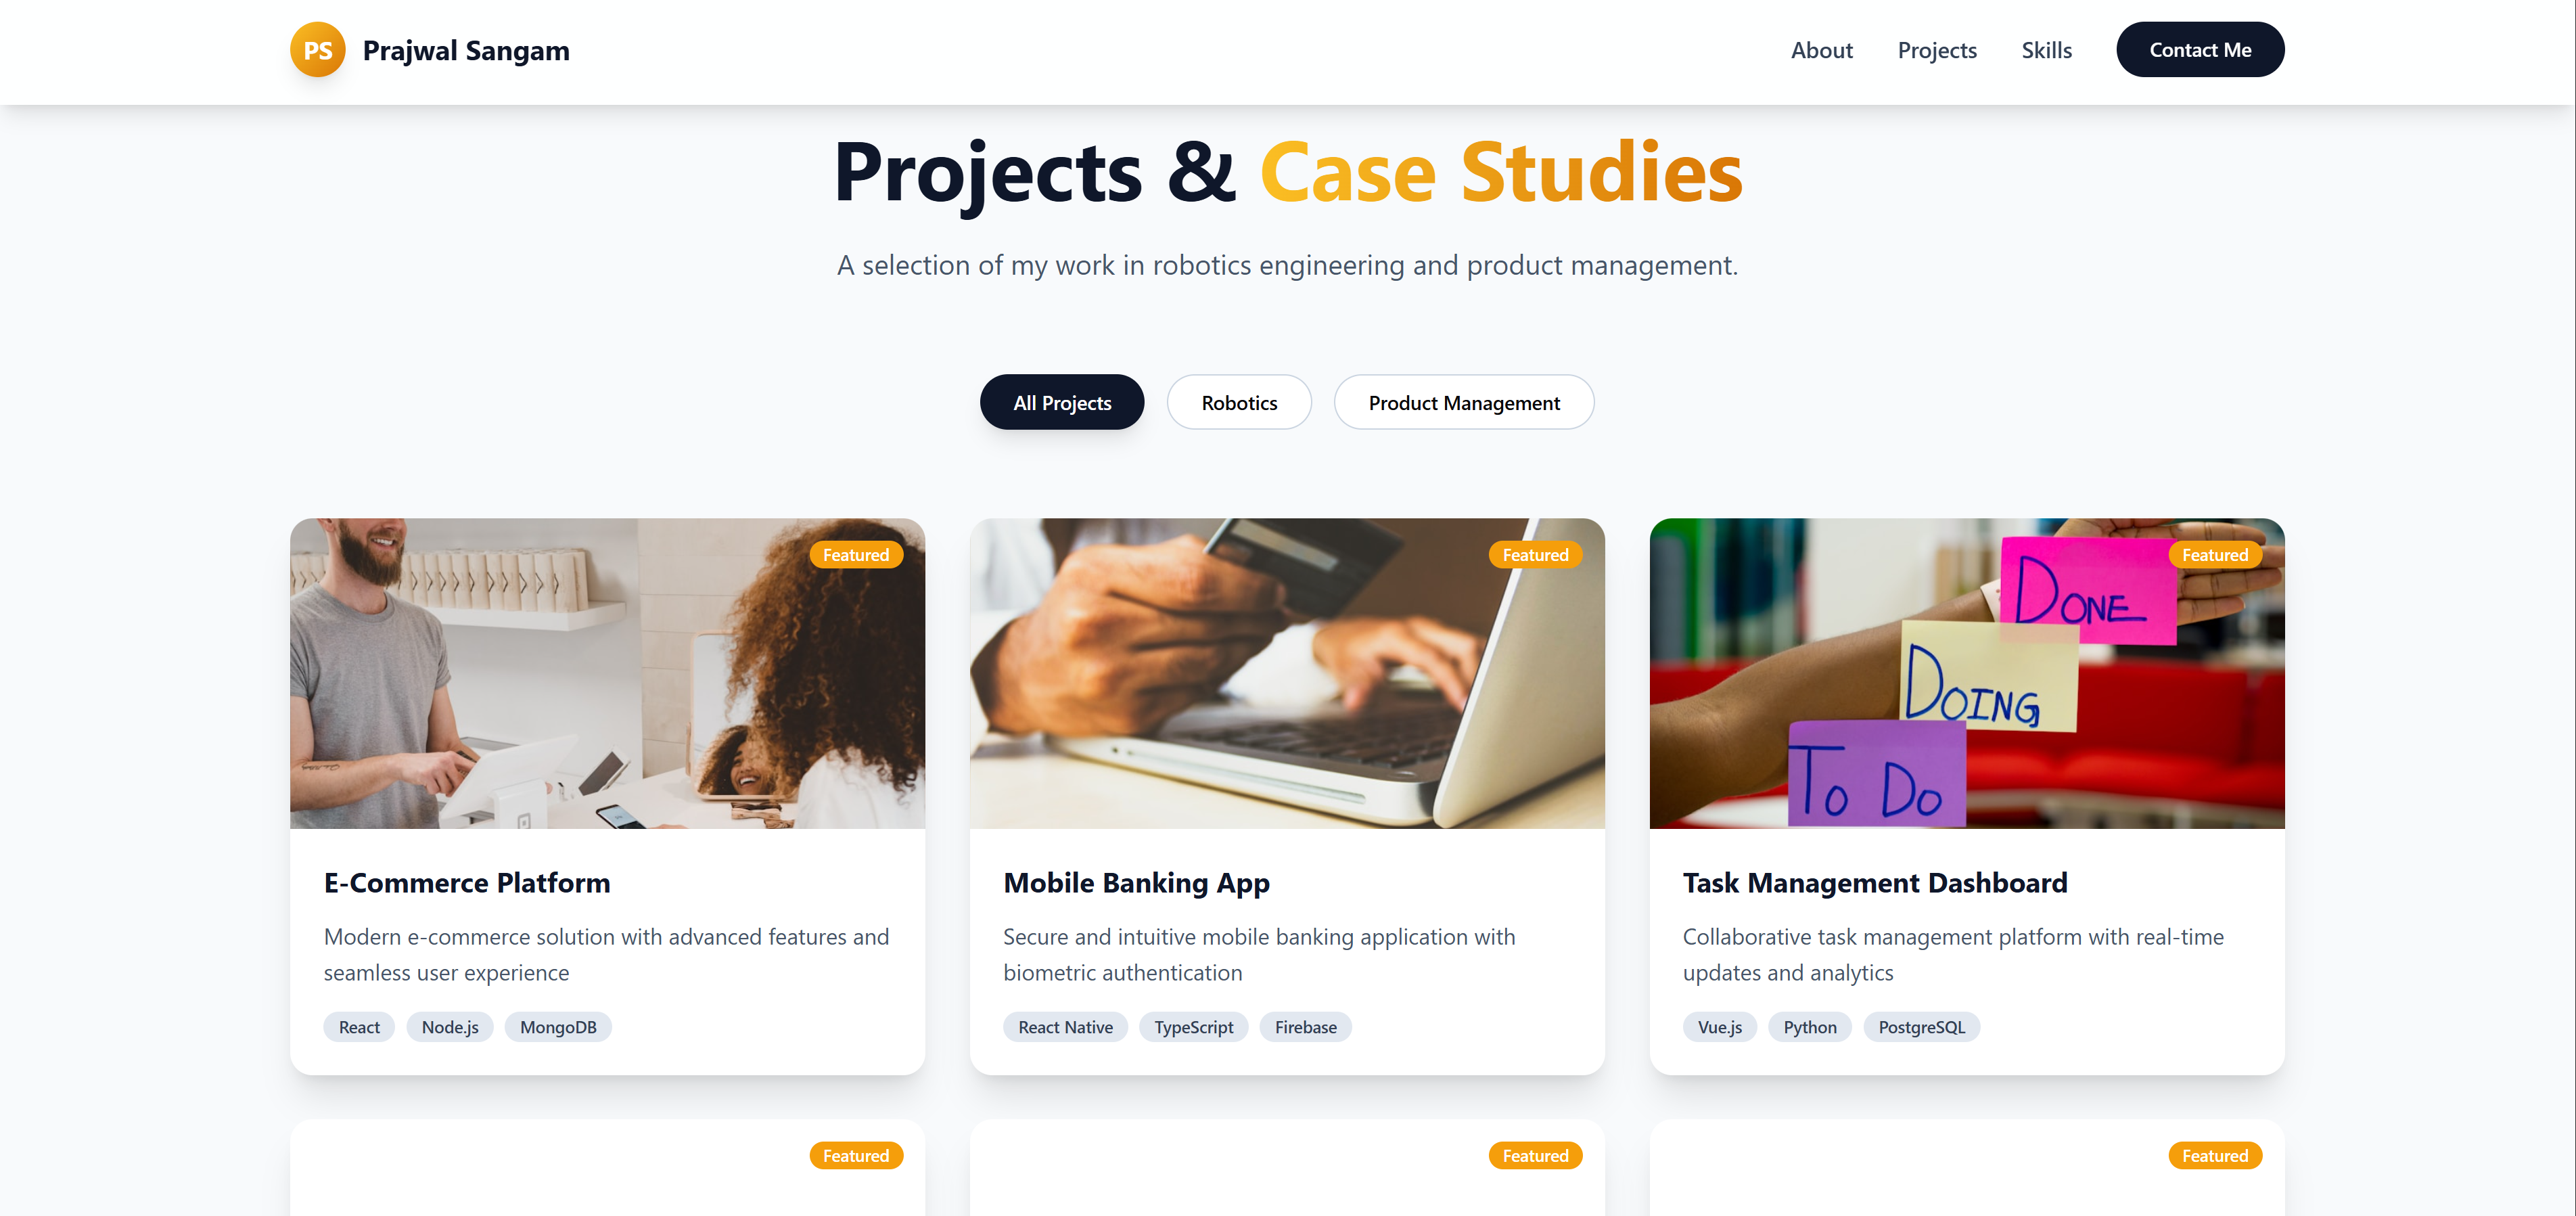 PS
Prajwal Sangam
About
Projects
Skills
Contact Me
Projects & Case Studies
A selection of my work in robotics engineering and product management.
All Projects
Robotics
Product Management
Featured
Featured
Featured
DONE
DOING
To Do
E-Commerce Platform
Modern e-commerce solution with advanced features and
seamless user experience
React
Node.js
MongoDB
Mobile Banking App
Secure and intuitive mobile banking application with
biometric authentication
React Native
TypeScript
Firebase
Task Management Dashboard
Collaborative task management platform with real-time
updates and analytics
Vue.js
Python
PostgreSQL
Featured
Featured
Featured